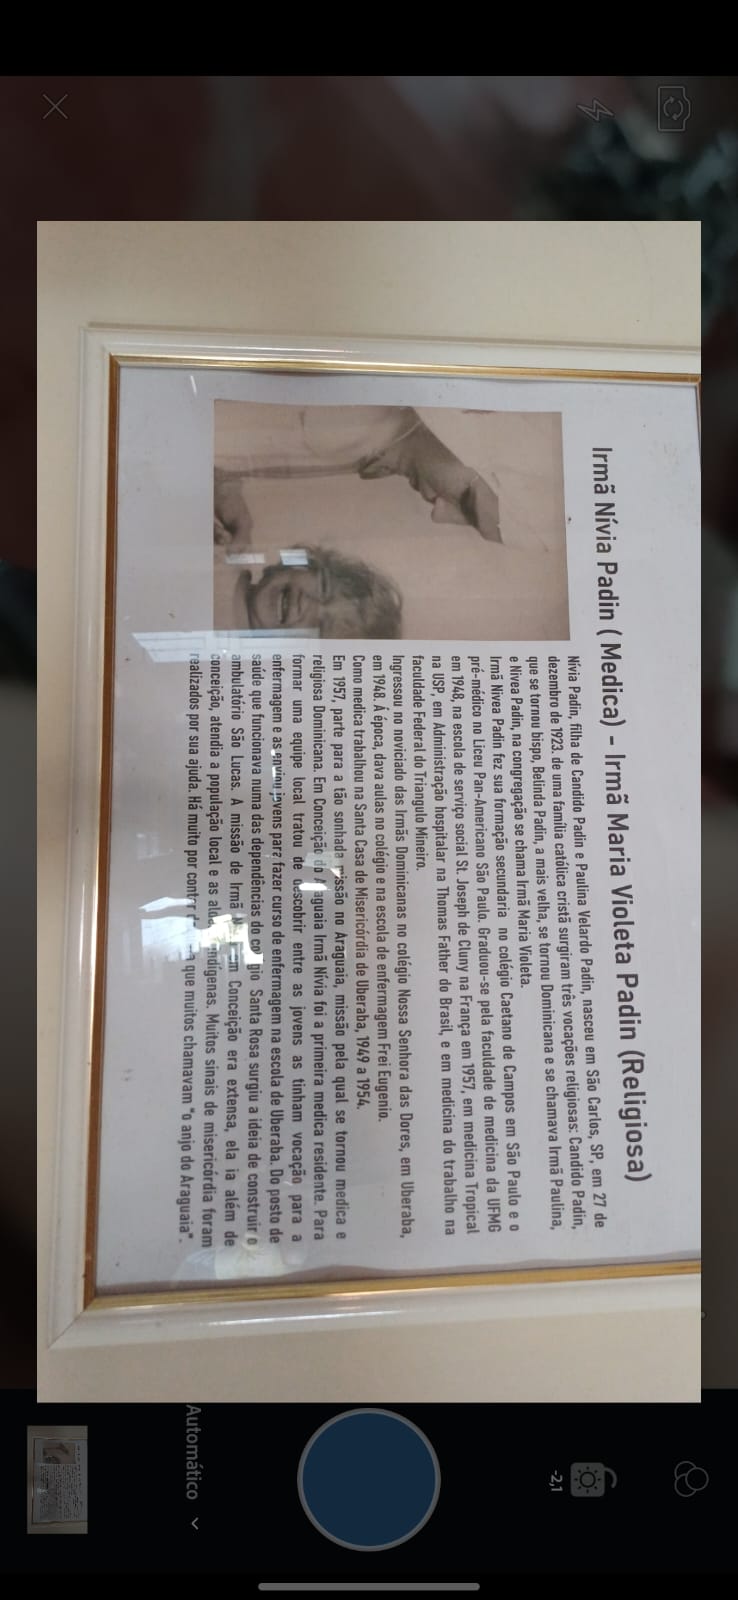 Irmã Nívia Padin ( Medica) - Irmã Maria Violeta Padin (Religiosa)
Nívia Padin, filha de Candido Padin e Paulina Velardo Padin, nasceu em São Carlos, SP, em 27 de
dezembro de 1923, de uma família católica cristã surgiram três vocações religiosas: Candido Padin,
que se tornou bispo, Belinda Padin, a mais velha, se tornou Dominicana e se chamava Irmã Paulina,
e Nivea Padin, na congregação se chama Irmã Maria Violeta.
Irmã Nivea Padin fez sua formação secundaria no colégio Caetano de Campos em São Paulo e o
pré-médico no Liceu Pan-Americano São Paulo. Graduou-se pela faculdade de medicina da UFMG
em 1948, na escola de serviço social St. Joseph de Cluny na França em 1957, em medicina Tropical
na USP, em Administração hospitalar na Thomas Father do Brasil, e em medicina do trabalho na
faculdade Federal do Triangulo Mineiro.
Ingressou no noviciado das Irmãs Dominicanas no colégio Nossa Senhora das Dores, em Uberaba,
em 1948. Á época, dava aulas no colégio e na escola de enfermagem Frei Eugenio.
Como medica trabalhou na Santa Casa de Misericórdia de Uberaba, 1949 a 1954.
Em 1957, parte para a tão sonhada missão no Araguaia, missão pela qual se tornou medica e
religiosa Dominicana. Em Conceição do Araguaia Irmã Nívia foi a primeira medica residente. Para
formar uma equipe local tratou de descobrir entre as jovens as tinham vocação para a
enfermagem e as enviou jovens para fazer curso de enfermagem na escola de Uberaba. Do posto de
saúde que funcionava numa das dependências do colégio Santa Rosa surgiu a ideia de construir o
ambulatório São Lucas. A missão de Irmã em Conceição era extensa, ela ia além de
conceição, atendia a população local e as indígenas. Muitos sinais de misericórdia foram
realizados por sua ajuda. Há muito por contar que muitos chamavam "o anjo do Araguaia".
Automático
-2,1